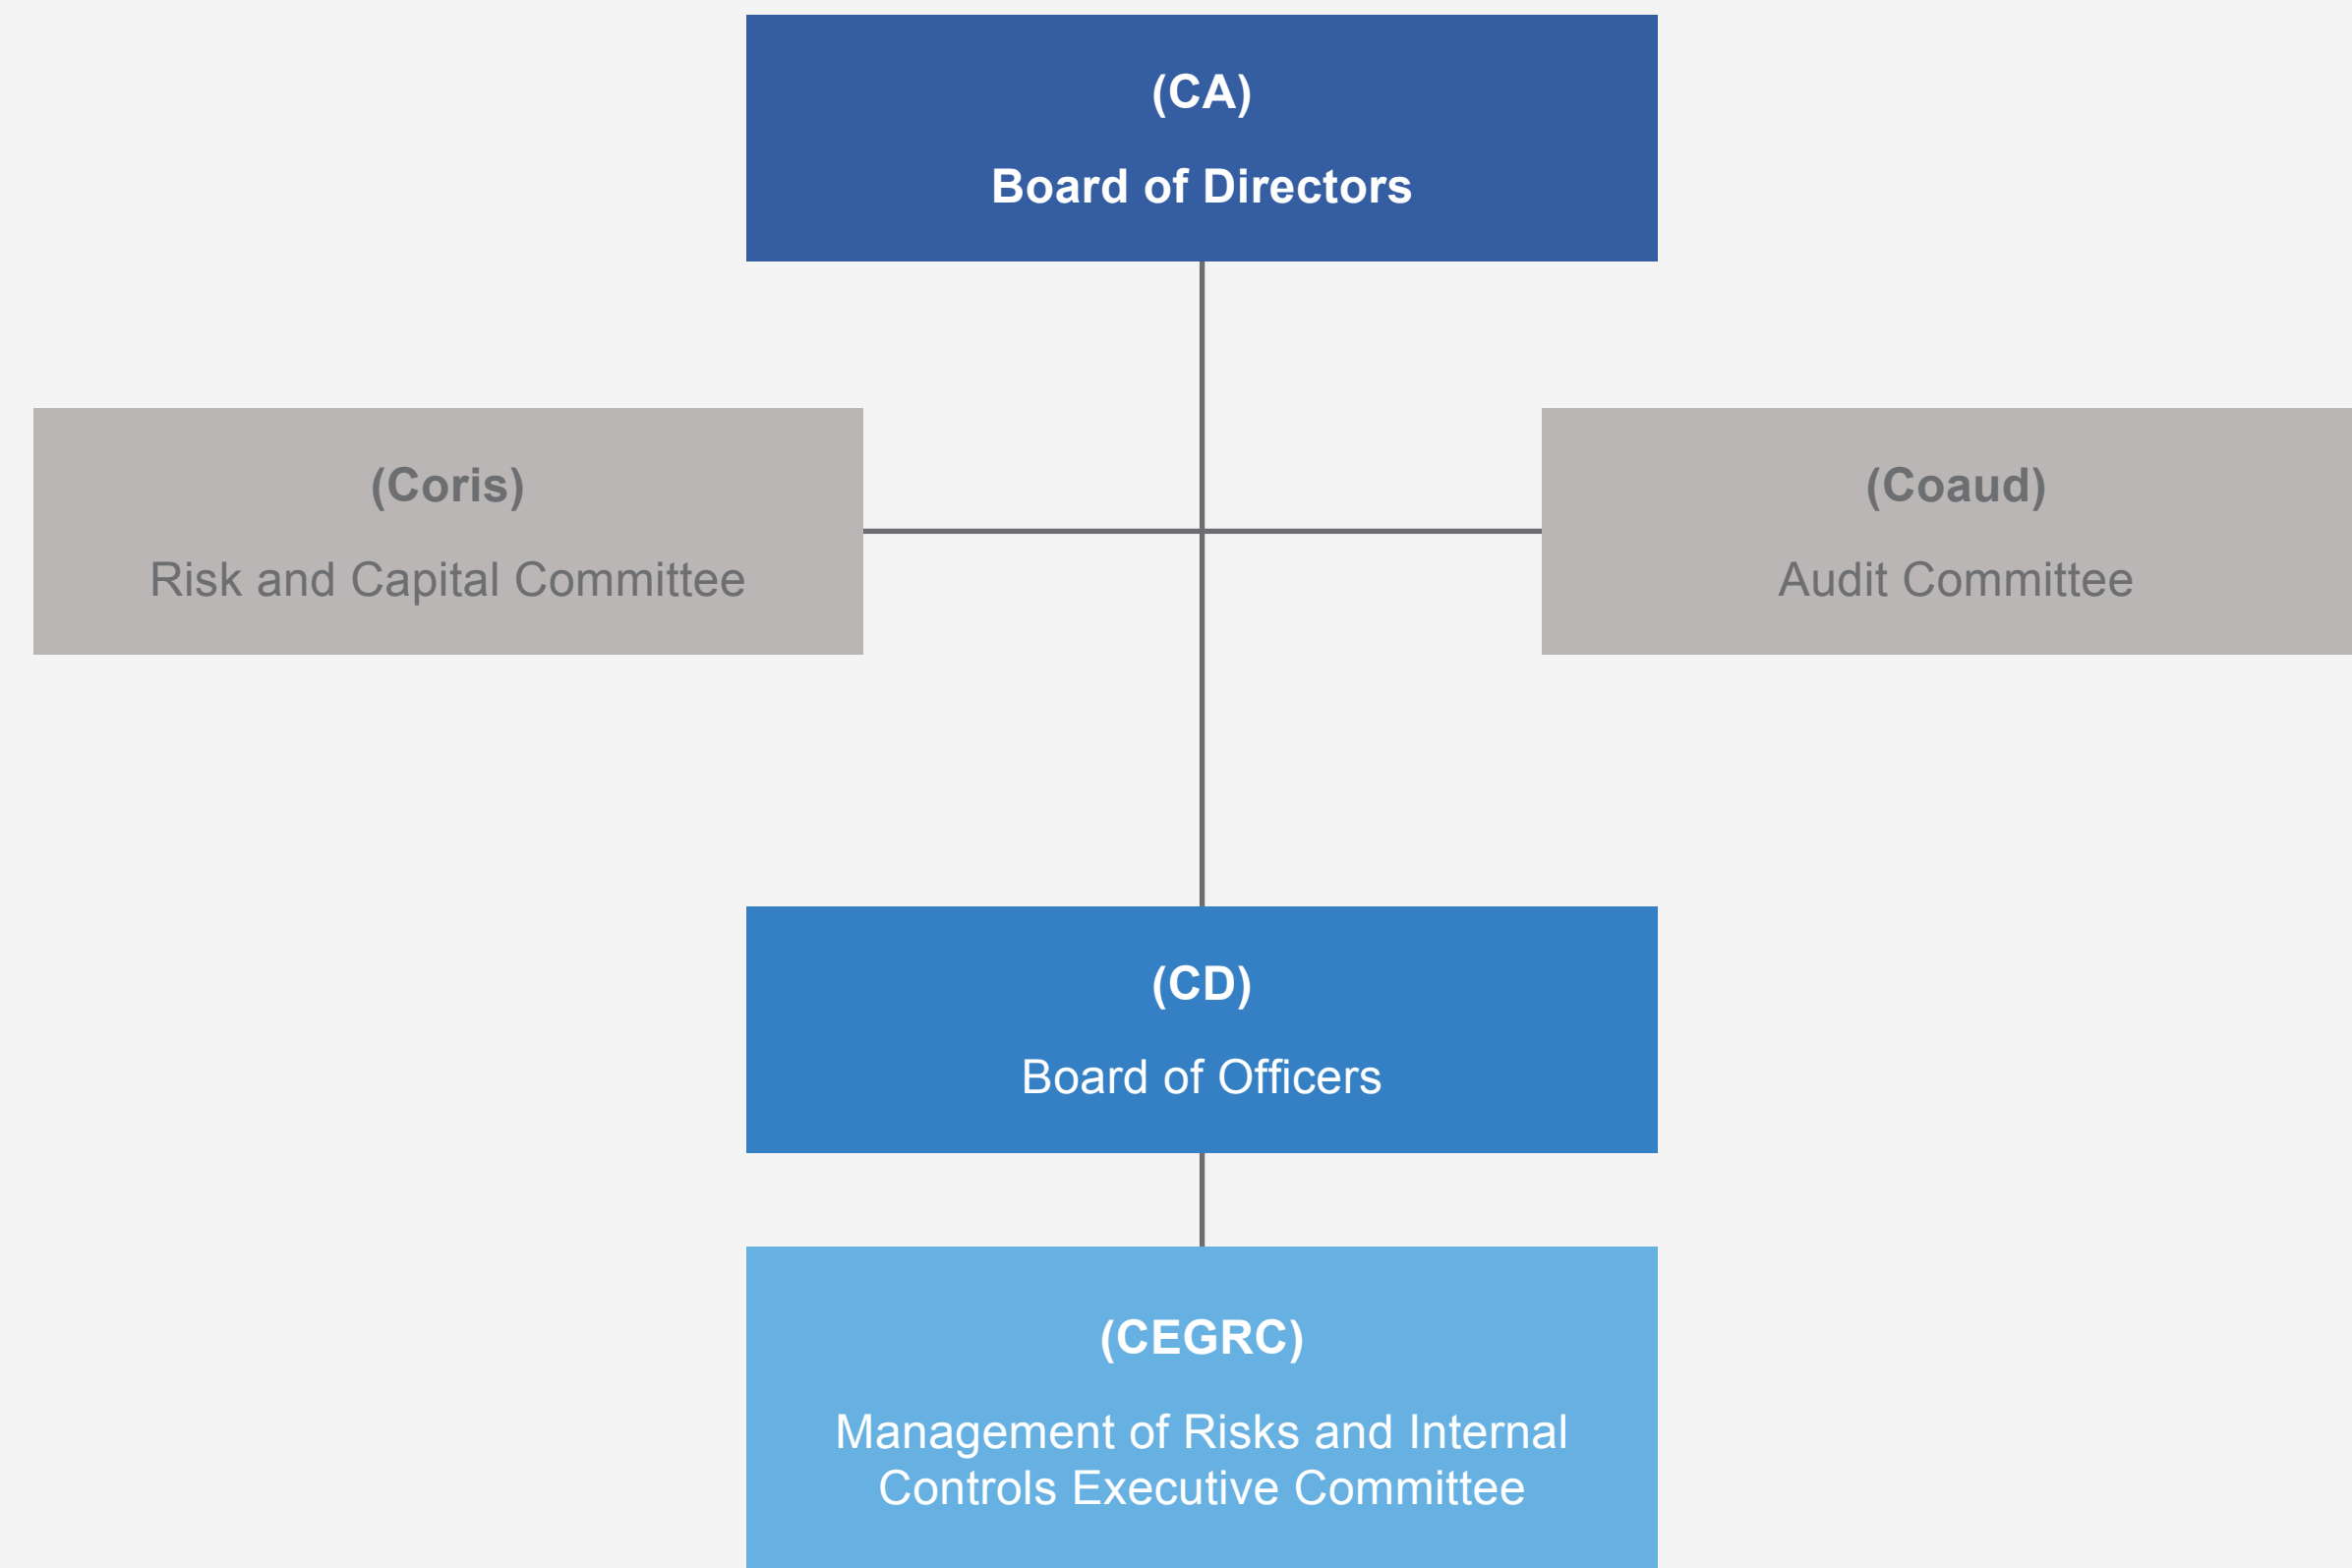 (CA)
Board of Directors
(Coris)
Risk and Capital Committee
(Coaud)
Audit Committee
(CD)
Board of Officers
(CEGRC)
Management of Risks and Internal
Controls Executive Committee